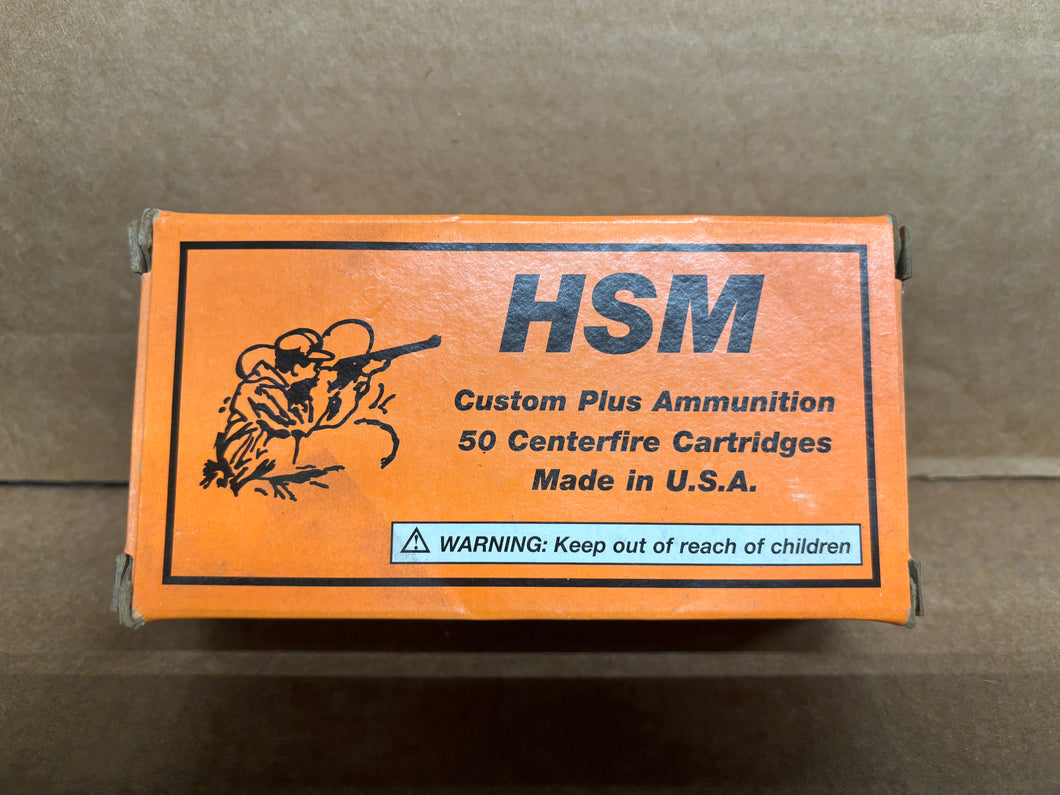 HSM
Custom Plus Ammunition
50 Centerfire Cartridges
Made in U.S.A.
WARNING: Keep out of reach of children